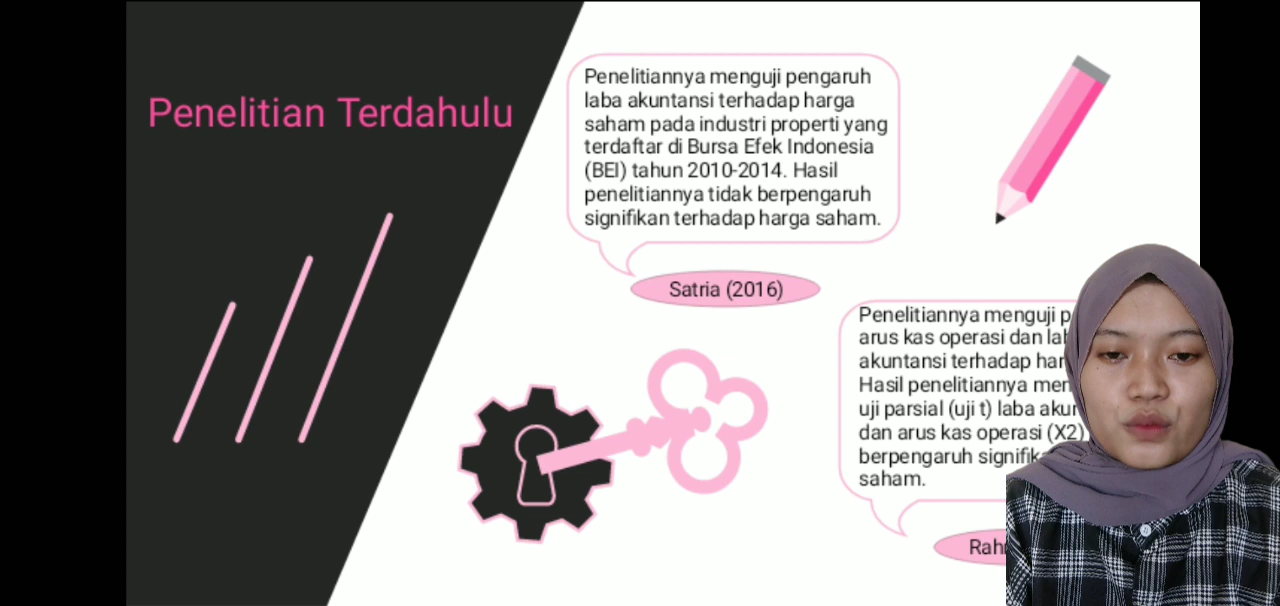 Penelitian Terdahulu
Penelitiannya menguji pengaruh
laba akuntansi terhadap harga
saham pada industri properti yang
terdaftar di Bursa Efek Indonesia
(BEI) tahun 2010-2014. Hasil
penelitiannya tidak berpengaruh
signifikan terhadap harga saham.
Satria (2016)
Penelitiannya menguji
arus kas operasi dan
akuntansi terhadap
Hasil penelitiannya
uji parsial (uji t) laba
dan arus kas operasi (X2)
berpengaruh
saham.